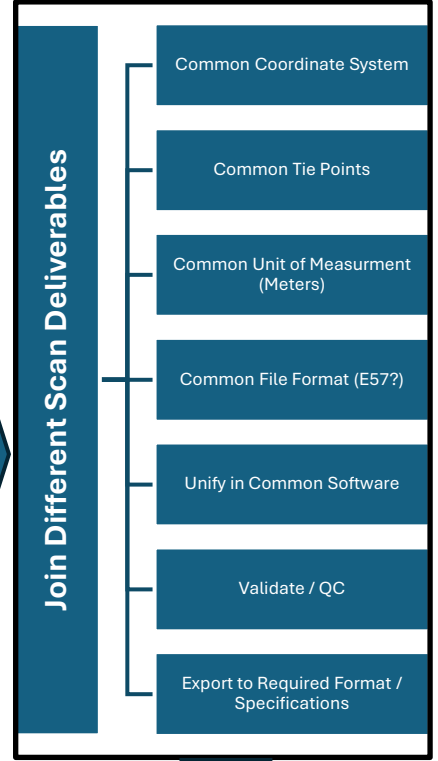 Join Different Scan Deliverables
Common Coordinate System
Common Tie Points
Common Unit of Measurment
(Meters)
Common File Format (E57?)
Unify in Common Software
Validate / QC
Export to Required Format /
Specifications